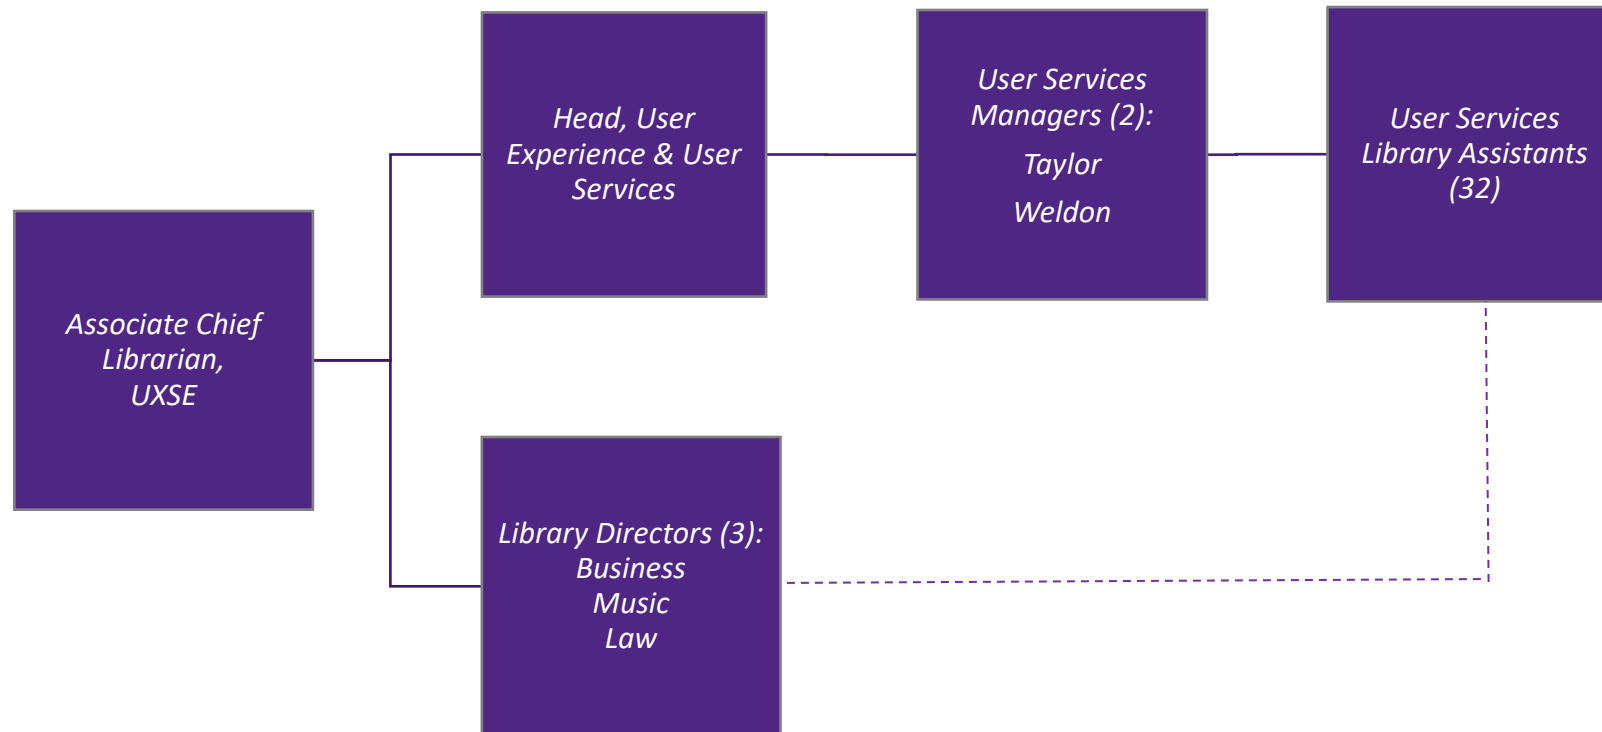 Associate Chief
Librarian,
UXSE
Head, User
Experience & User
Services
User Services
Managers (2):
Taylor
Weldon
User Services
Library Assistants
(32)
Library Directors (3):
Business
Music
Law